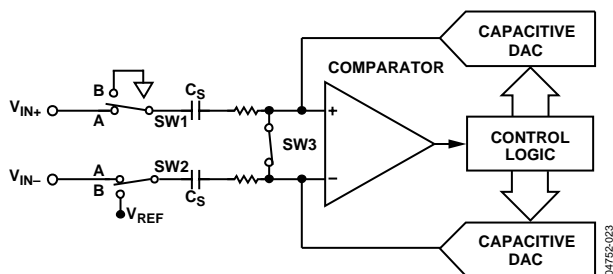 CAPACITIVE
DAC
COMPARATOR
B
CS
VIN+
A
SW1
+
SW3
CONTROL
LOGIC
VIN–
A
SW2
–
B
CS
VREF
CAPACITIVE
DAC
04752-023